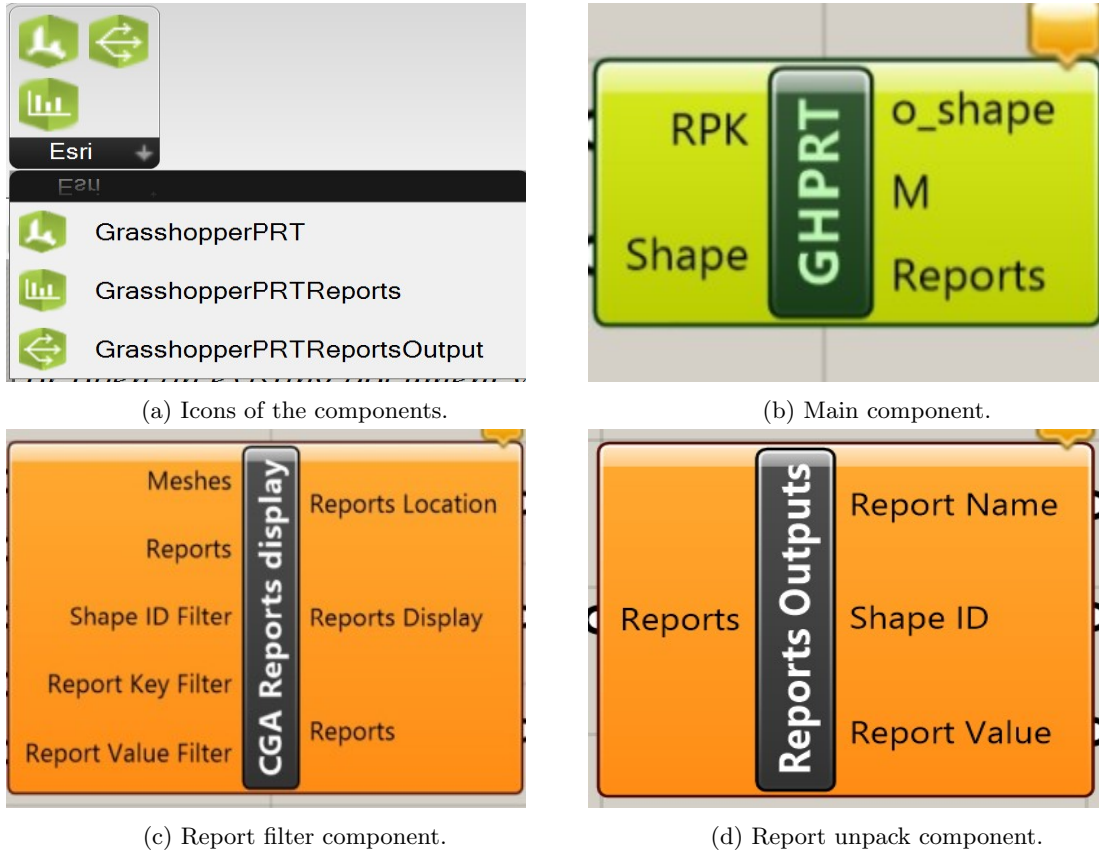 Esri
Esri
GrasshopperPRT
GrasshopperPRTReports
GrasshopperPRTReportsOutput
(a) Icons of the components.
RPK
Shape
GHPRT
o_shape
M
Reports
(b) Main component.
Meshes
Reports
Shape ID Filter
Report Key Filter
Report Value Filter
CGA Reports display
Reports Location
Reports Display
Reports
(c) Report filter component.
Reports
Reports Outputs
Report Name
Shape ID
Report Value
(d) Report unpack component.